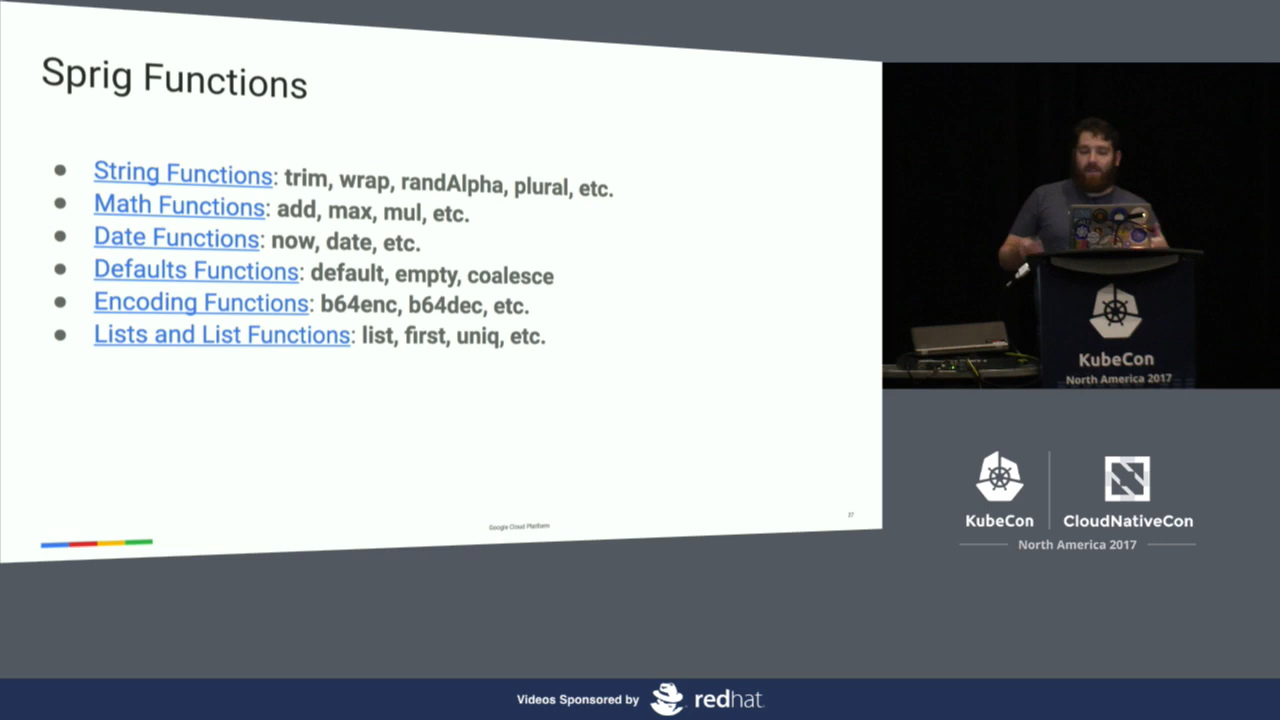 Sprig Functions
String Functions: trim, wrap, randAlpha, plural, etc.
Math Functions: add, max, mul, etc.
Date Functions: now, date, etc.
Defaults Functions: default, empty, coalesce
Encoding Functions: b64enc, b64dec, etc.
Lists and List Functions: list, first, uniq, etc.
Google Cloud Platform
37
KubeCon
North America 2017
KubeCon
CloudNativeCon
North America 2017
Videos Sponsored by redhat